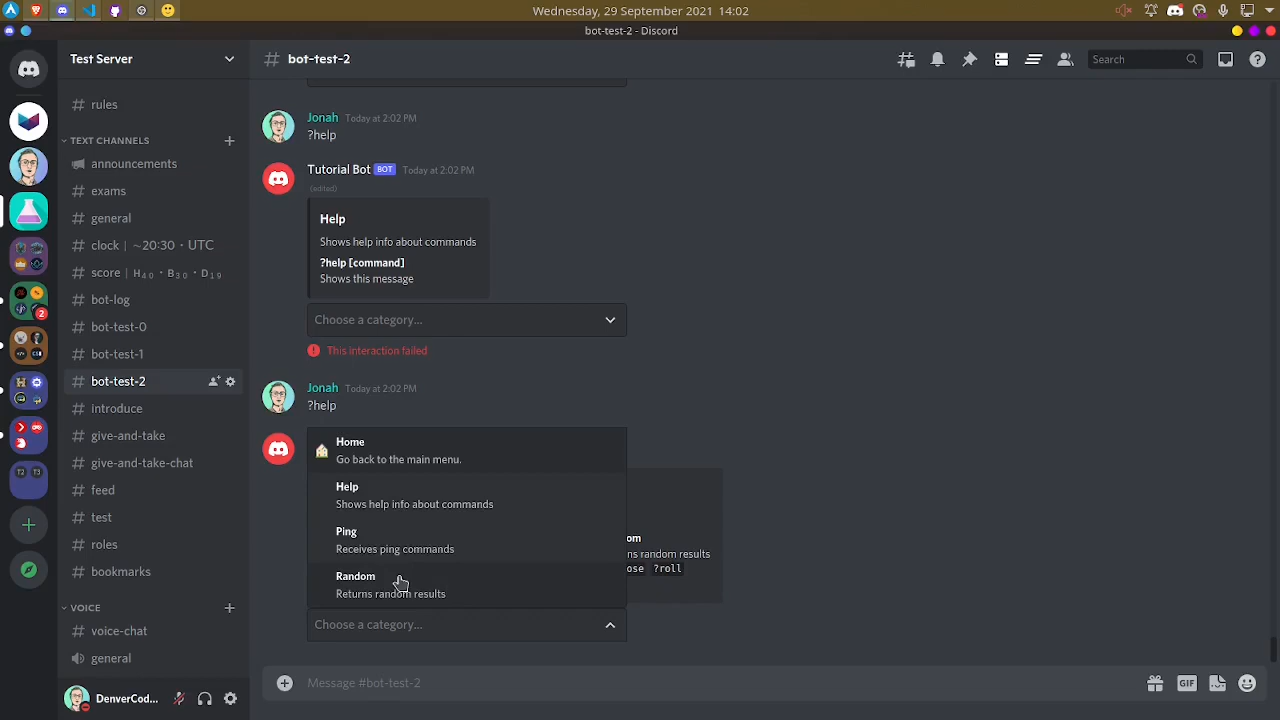 Wednesday, 29 September 2021 14:02
bot-test-2 - Discord
Test Server
bot-test-2
Search
rules
TEXT CHANNELS
announcements
exams
general
clock | ~20:30 • UTC
score | H₄₀ • B₃₀ • D₁₉
bot-log
bot-test-0
bot-test-1
bot-test-2
introduce
give-and-take
give-and-take-chat
feed
test
roles
bookmarks
VOICE
voice-chat
general
DenverCod...
2
T2 T3
Jonah Today at 2:02 PM
?help
Tutorial Bot BOT Today at 2:02 PM
(edited)
Help
Shows help info about commands
?help [command]
Shows this message
Choose a category...
This interaction failed
Jonah Today at 2:02 PM
?help
Home
Go back to the main menu.
Help
Shows help info about commands
Ping
Receives ping commands
Random
Returns random results
om
ns random results
ose ?roll
Choose a category...
Message #bot-test-2
GIF